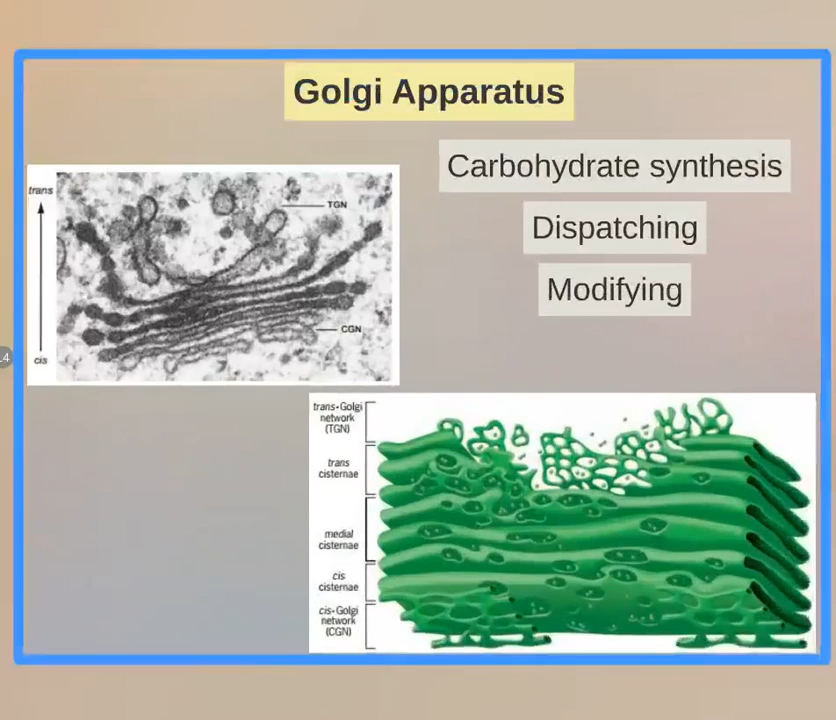 Golgi Apparatus
Carbohydrate synthesis
Dispatching
Modifying
trans
TGN
CGN
cis
14
trans-Golgi
network
(TGN)
trans
cisternae
medial
cisternae
cis
cisternae
cis-Golgi
network
(CGN)